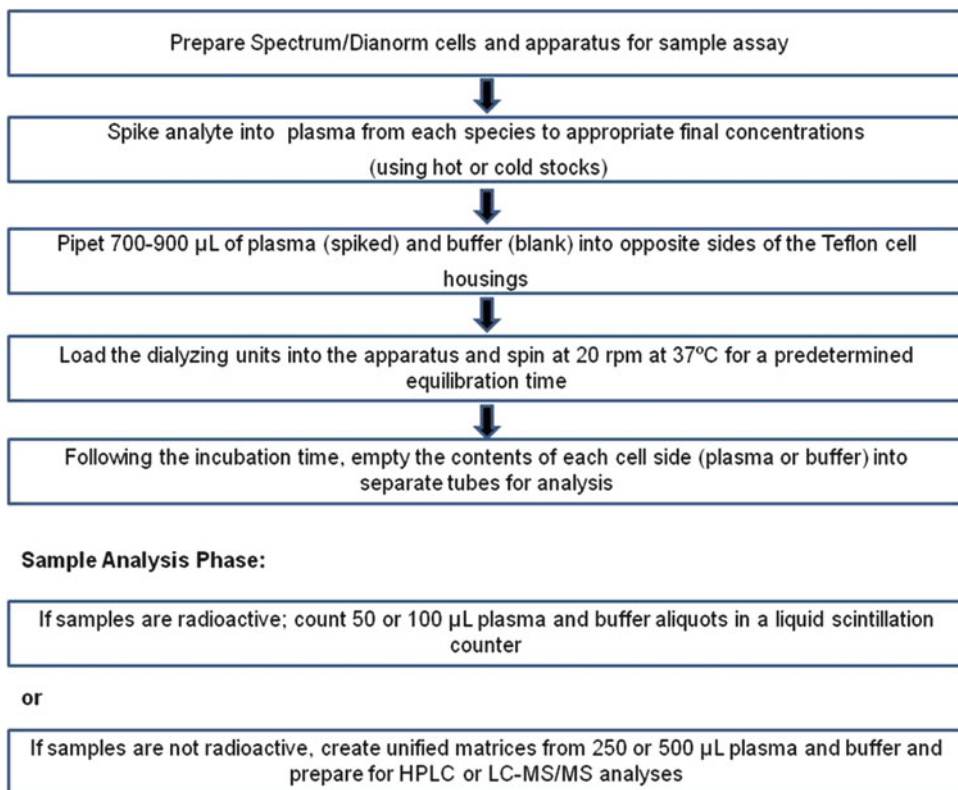 Prepare Spectrum/Dianorm cells and apparatus for sample assay
Spike analyte into plasma from each species to appropriate final concentrations
(using hot or cold stocks)
Pipet 700-900 µL of plasma (spiked) and buffer (blank) into opposite sides of the Teflon cell
housings
Load the dialyzing units into the apparatus and spin at 20 rpm at 37ºC for a predetermined
equilibration time
Following the incubation time, empty the contents of each cell side (plasma or buffer) into
separate tubes for analysis
Sample Analysis Phase:
If samples are radioactive; count 50 or 100 µL plasma and buffer aliquots in a liquid scintillation
counter
or
If samples are not radioactive, create unified matrices from 250 or 500 µL plasma and buffer and
prepare for HPLC or LC-MS/MS analyses